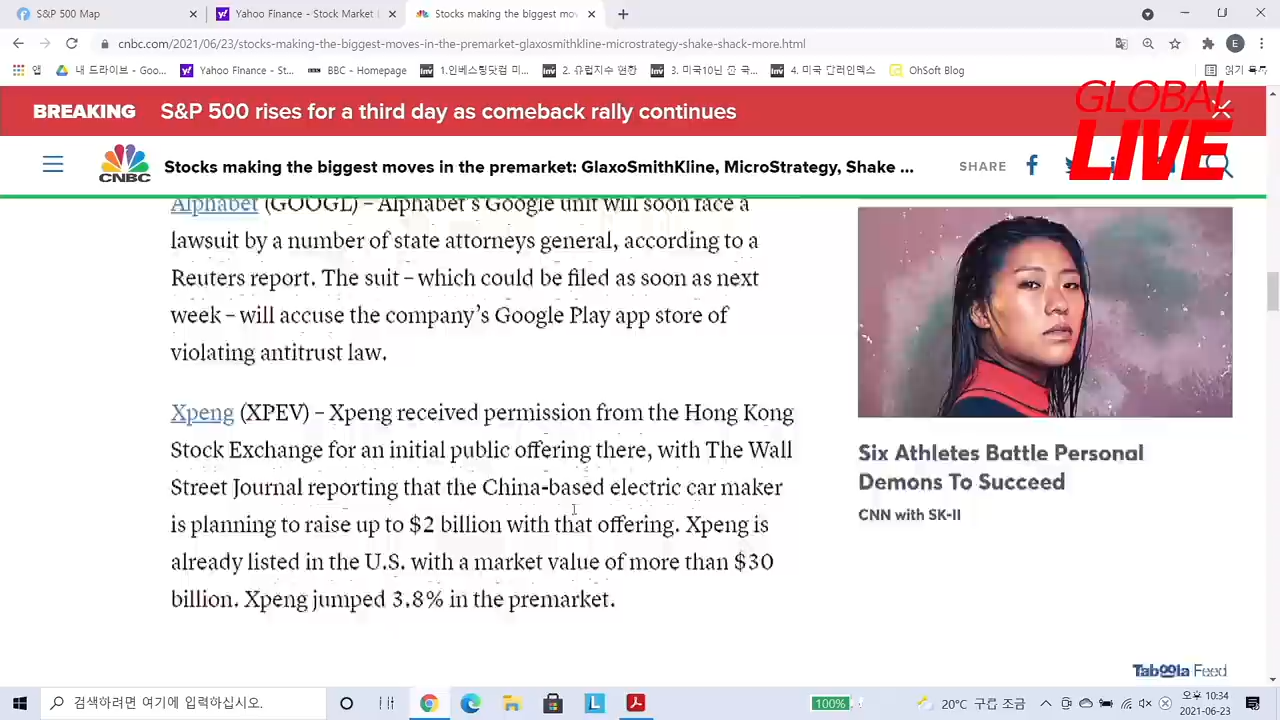 S&P 500 Map
Yahoo Finance - Stock Market
Stocks making the biggest mo
cnbc.com/2021/06/23/stocks-making-the-biggest-moves-in-the-premarket-glaxosmithkline-microstrategy-shake-shack-more.html
E
앱
내 드라이브 - Goo...
Yahoo Finance - St...
BBC - Homepage
1.인베스팅닷컴 미...
2. 유럽지수 현황
3. 미국10년 만 국...
4. 미국 달러인덱스
OhSoft Blog
읽기 목록
GLOBAL
LIVE
BREAKING S&P 500 rises for a third day as comeback rally continues
CNBC
Stocks making the biggest moves in the premarket: GlaxoSmithKline, MicroStrategy, Shake ...
SHARE
Alphabet (GOOGL) – Alphabet's Google unit will soon face a
lawsuit by a number of state attorneys general, according to a
Reuters report. The suit – which could be filed as soon as next
week – will accuse the company's Google Play app store of
violating antitrust law.
Xpeng (XPEV) – Xpeng received permission from the Hong Kong
Stock Exchange for an initial public offering there, with The Wall
Street Journal reporting that the China-based electric car maker
is planning to raise up to $2 billion with that offering. Xpeng is
already listed in the U.S. with a market value of more than $30
billion. Xpeng jumped 3.8% in the premarket.
Six Athletes Battle Personal
Demons To Succeed
CNN with SK-II
Taboola Feed
검색하려면 여기에 입력하십시오.
L
100%
20°C 구름 조금
오후 10:34
2021-06-23